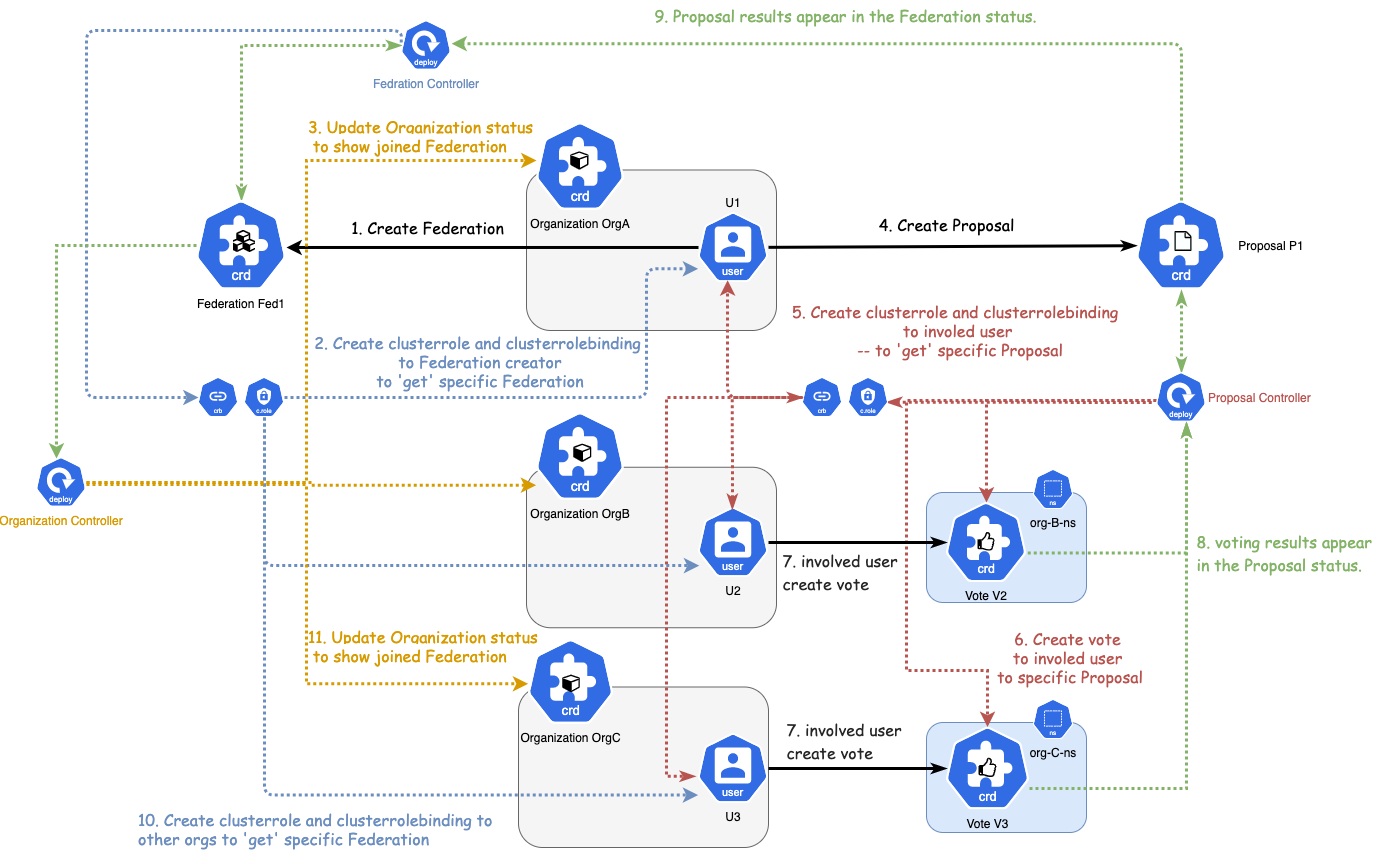 9. Proposal results appear in the Federation status.
deploy
Fedration Controller
3. Update Organization status
to show joined Federation
crd
Organization OrgA
U1
user
1. Create Federation
4. Create Proposal
crd
Federation Fed1
crd
Proposal P1
5. Create clusterrole and clusterrolebinding
to involed user
-- to 'get' specific Proposal
2. Create clusterrole and clusterrolebinding
to Federation creator
to 'get' specific Federation
crb
c.role
crb
c.role
deploy
Proposal Controller
crd
Organization OrgB
deploy
Organization Controller
ns
org-B-ns
user
U2
7. involved user
create vote
crd
Vote V2
8. voting results appear
in the Proposal status.
11. Update Organization status
to show joined Federation
6. Create vote
to involed user
to specific Proposal
crd
Organization OrgC
ns
org-C-ns
7. involved user
create vote
user
U3
crd
Vote V3
10. Create clusterrole and clusterrolebinding to
other orgs to 'get' specific Federation